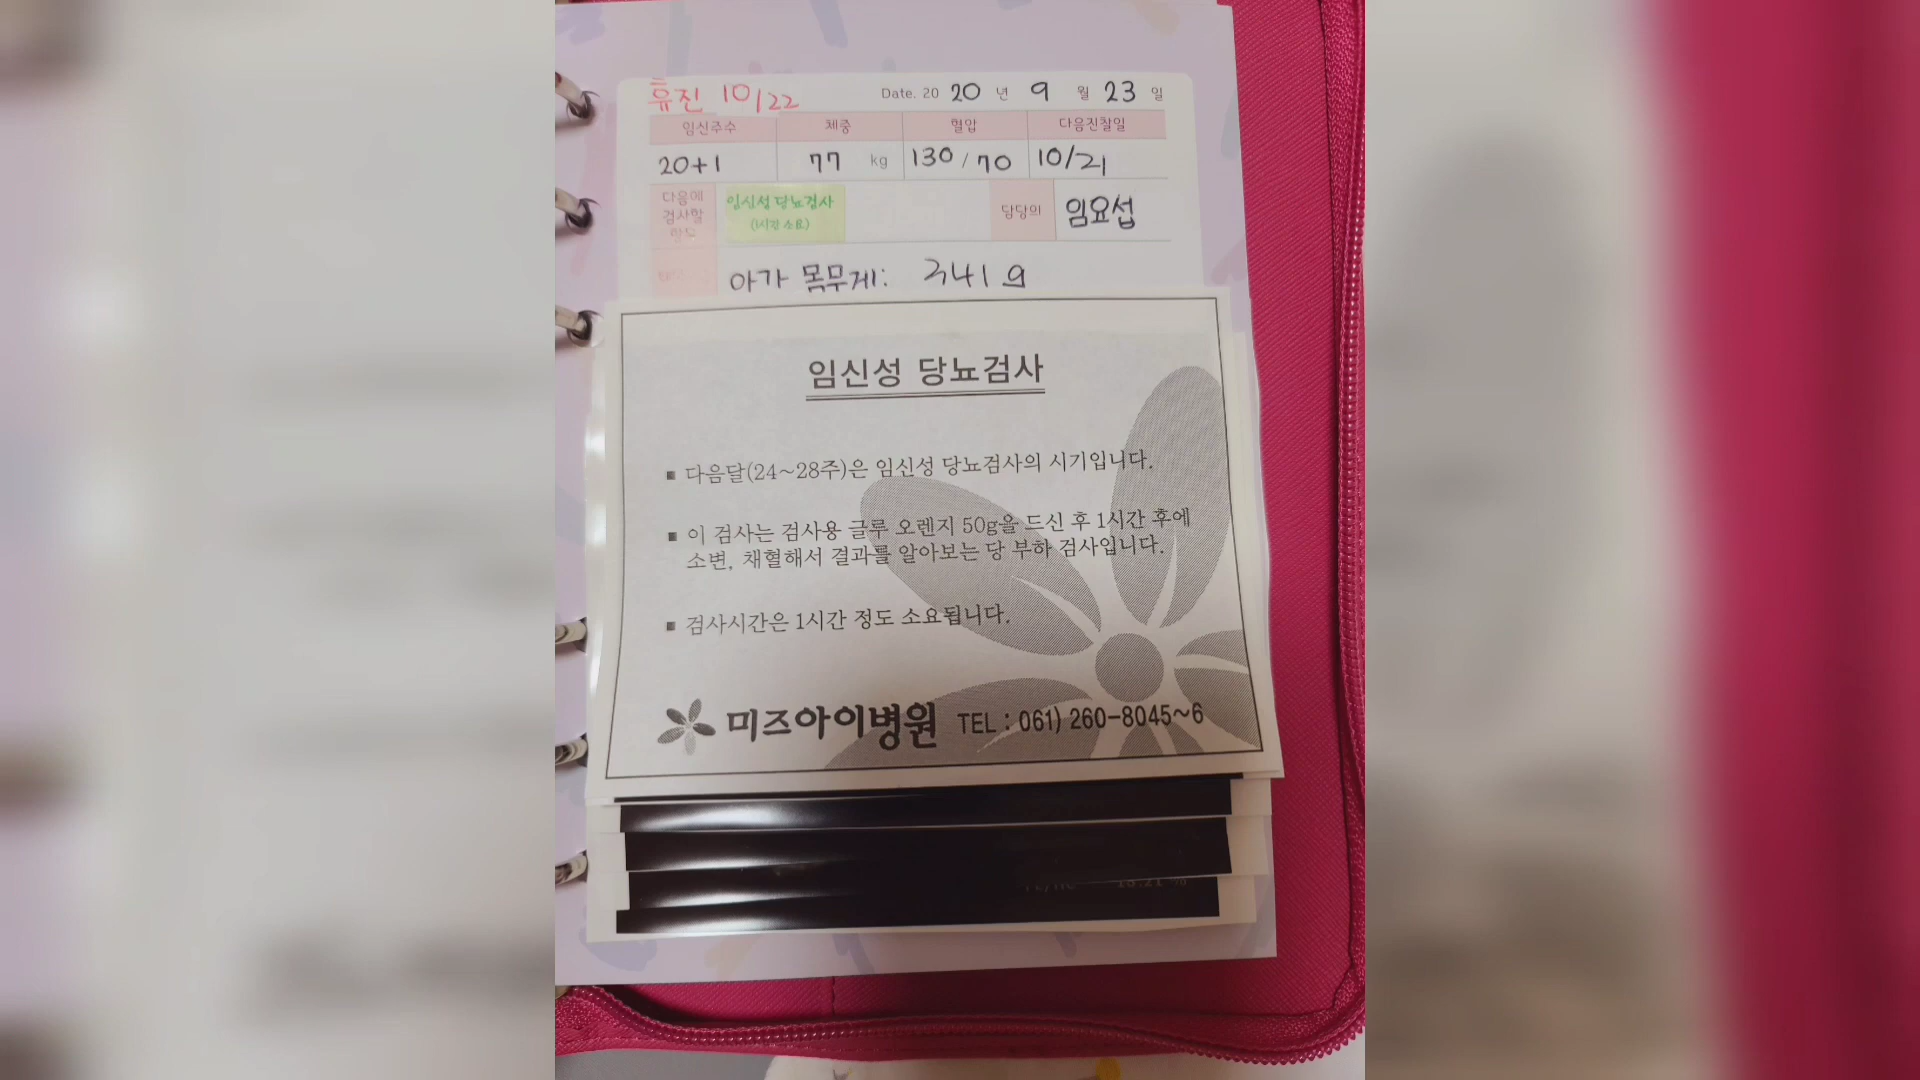 휴진 10/22
Date. 20 20 년 9 월 23 일
임신주수 체중 혈압 다음진찰일
20+1 77 kg 130 / 70 10/21
다음에 검사할 임신성 당뇨검사 (1시간 소요) 담당의 임요섭
아가 몸무게: 341 g
임신성 당뇨검사
■ 다음달(24~28주)은 임신성 당뇨검사의 시기입니다.
■ 이 검사는 검사용 글루 오렌지 50g을 드신 후 1시간 후에
소변, 채혈해서 결과를 알아보는 당 부하 검사입니다.
■ 검사시간은 1시간 정도 소요됩니다.
미즈아이병원 TEL : 061) 260-8045~6